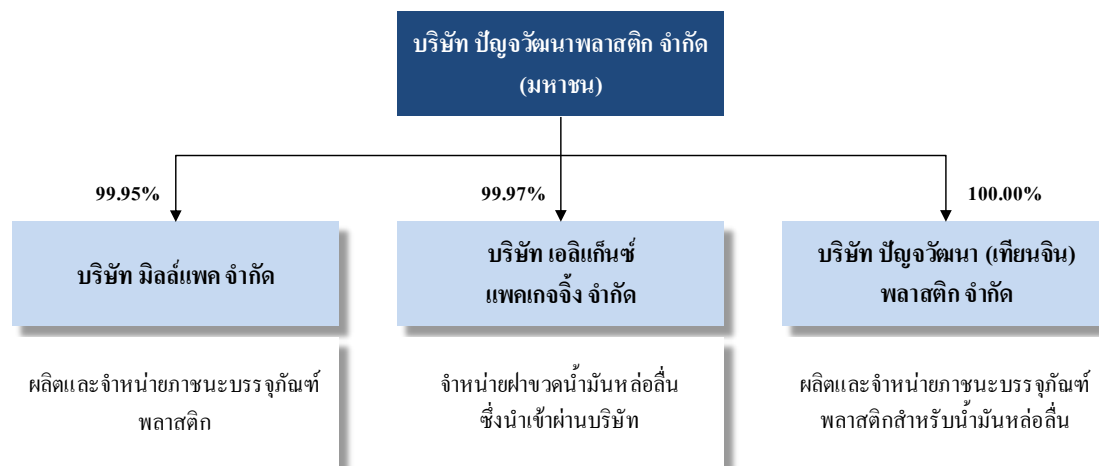 บริษัท ปัญจวัฒนาพลาสติก จำกัด
(มหาชน)
99.95%
99.97%
100.00%
บริษัท มิลล์แพค จำกัด
บริษัท เอลิแก็นซ์
แพคเกจจิ้ง จำกัด
บริษัท ปัญจวัฒนา (เทียนจิน)
พลาสติก จำกัด
ผลิตและจำหน่ายภาชนะบรรจุภัณฑ์
พลาสติก
จำหน่ายฝาขวดน้ำมันหล่อลื่น
ซึ่งนำเข้าผ่านบริษัท
ผลิตและจำหน่ายภาชนะบรรจุภัณฑ์
พลาสติกสำหรับน้ำมันหล่อลื่น